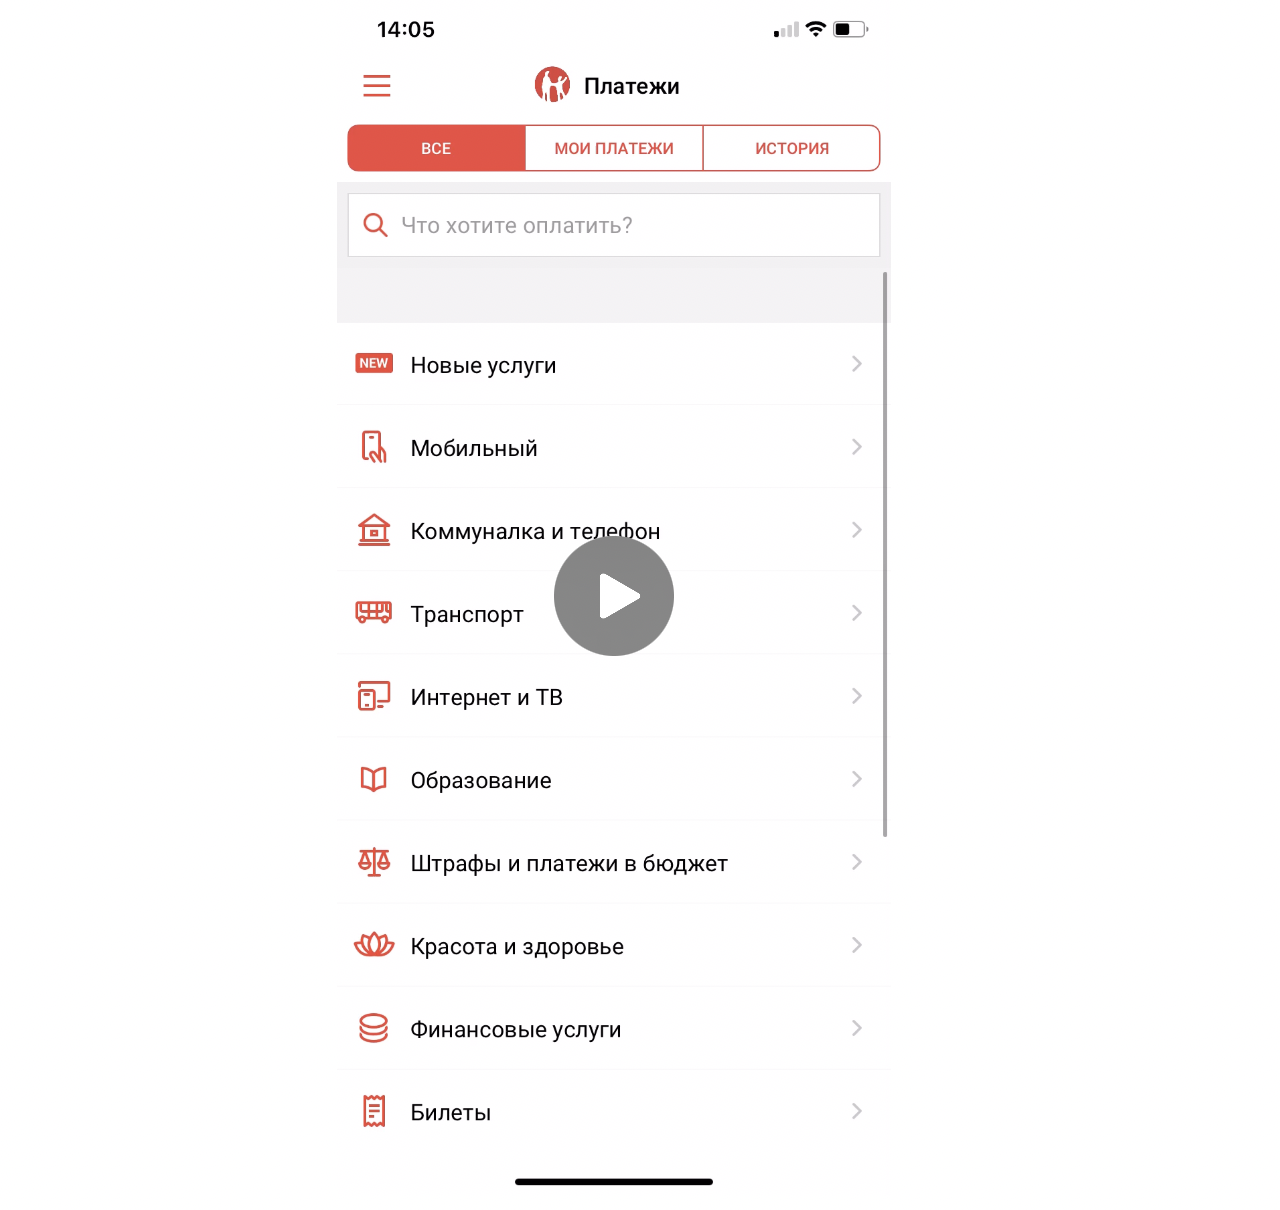 14:05
Платежи
ВСЕ
МОИ ПЛАТЕЖИ
ИСТОРИЯ
Что хотите оплатить?
NEW Новые услуги
Мобильный
Коммуналка и телефон
Транспорт
Интернет и ТВ
Образование
Штрафы и платежи в бюджет
Красота и здоровье
Финансовые услуги
Билеты